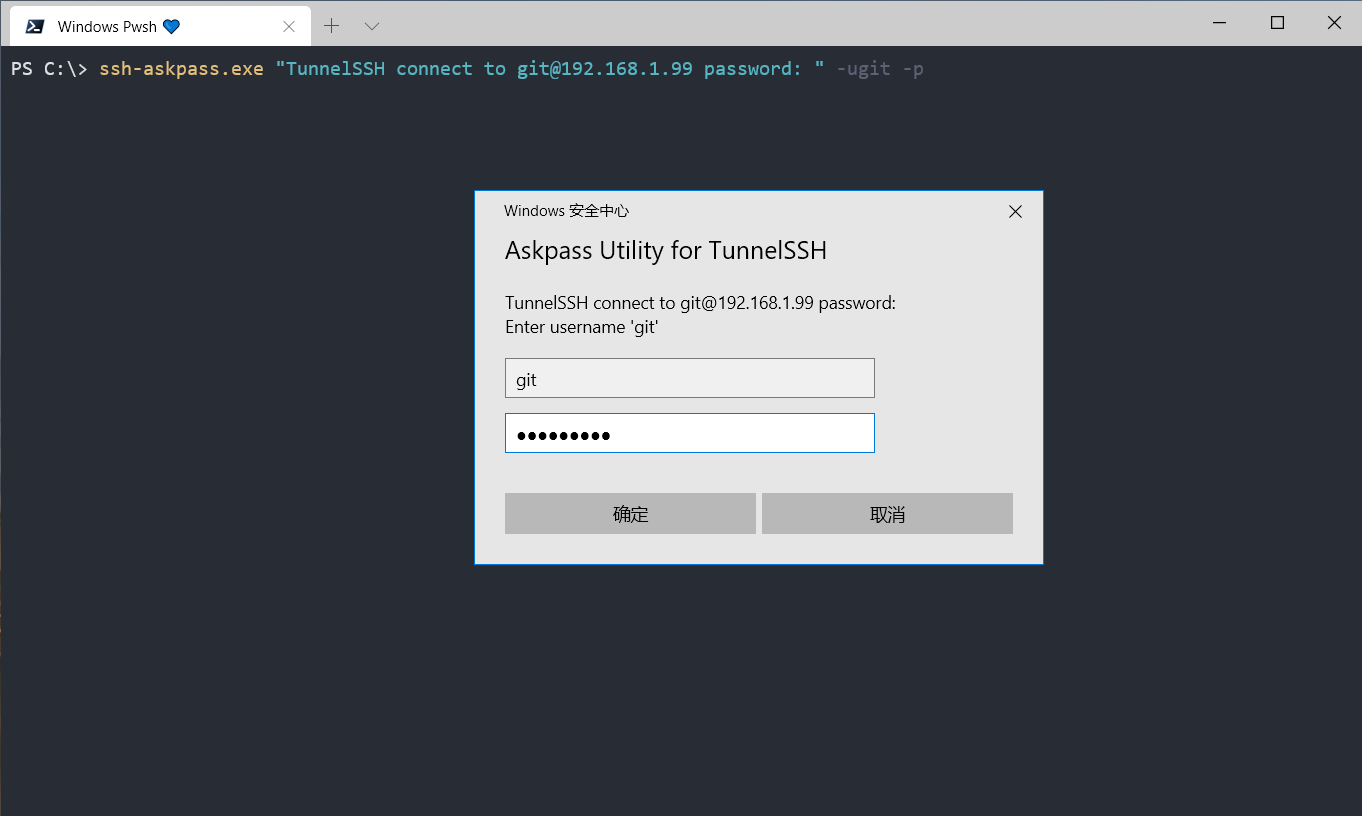 Windows Pwsh 💙
PS C:\> ssh-askpass.exe "TunnelSSH connect to git@192.168.1.99 password: " -ugit -p
Windows 安全中心
Askpass Utility for TunnelSSH
TunnelSSH connect to git@192.168.1.99 password:
Enter username 'git'
git
●●●●●●●●●
确定 取消